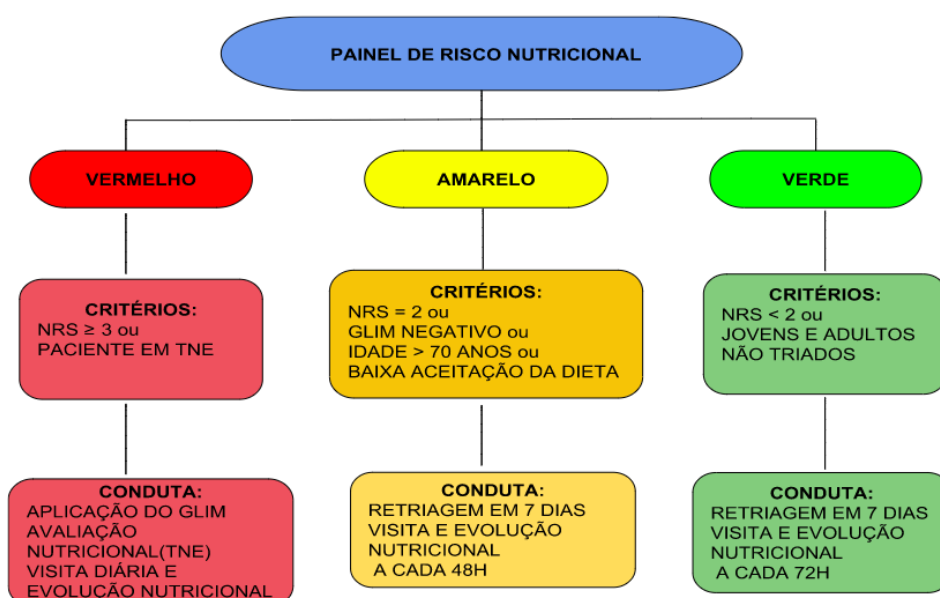 PAINEL DE RISCO NUTRICIONAL
VERMELHO
AMARELO
VERDE
CRITÉRIOS:
NRS ≥ 3 ou
PACIENTE EM TNE
CRITÉRIOS:
NRS = 2 ou
GLIM NEGATIVO ou
IDADE > 70 ANOS ou
BAIXA ACEITAÇÃO DA DIETA
CRITÉRIOS:
NRS < 2 ou
JOVENS E ADULTOS
NÃO TRIADOS
CONDUTA:
APLICAÇÃO DO GLIM
AVALIAÇÃO
NUTRICIONAL(TNE)
VISITA DIÁRIA E
EVOLUÇÃO NUTRICIONAL
CONDUTA:
RETRIAGEM EM 7 DIAS
VISITA E EVOLUÇÃO
NUTRICIONAL
A CADA 48H
CONDUTA:
RETRIAGEM EM 7 DIAS
VISITA E EVOLUÇÃO
NUTRICIONAL
A CADA 72H